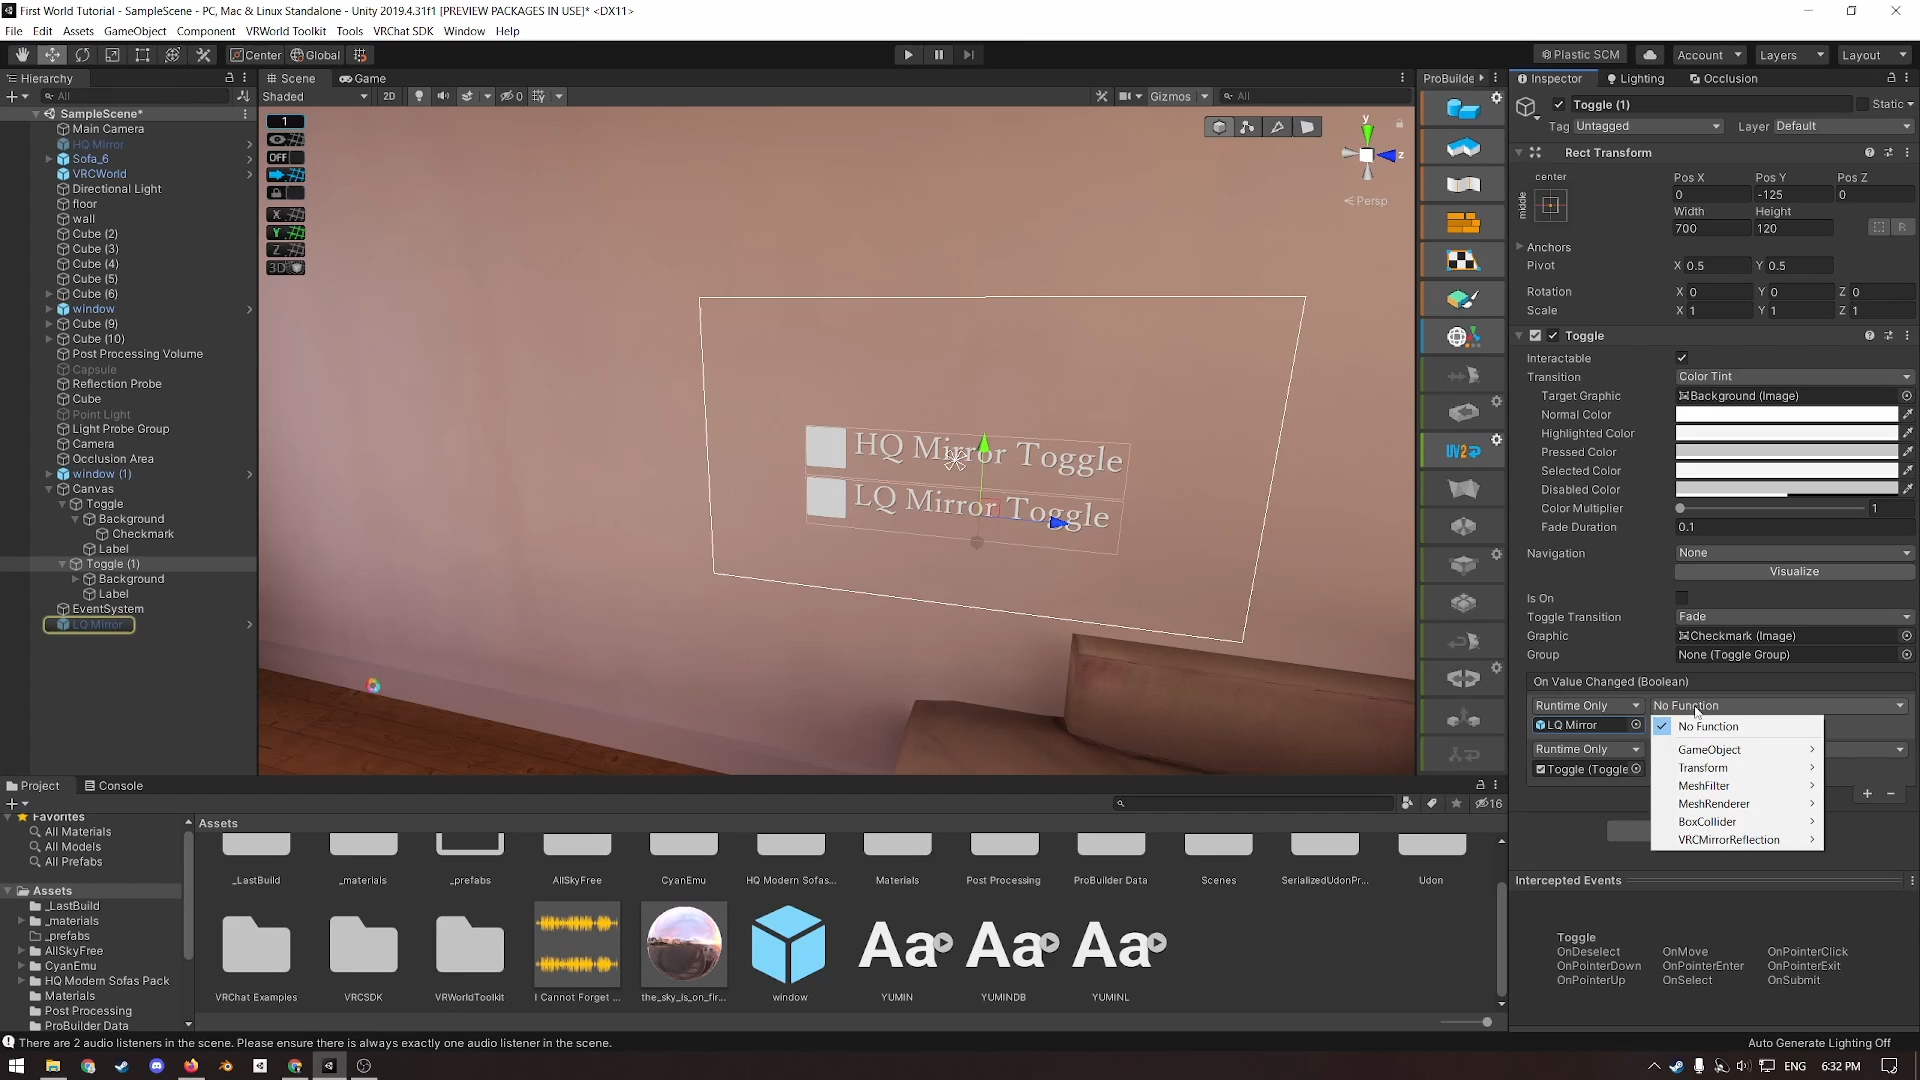 First World Tutorial - SampleScene - PC, Mac & Linux Standalone - Unity 2019.4.31f1 [PREVIEW PACKAGES IN USE]* <DX11>
File Edit Assets GameObject Component VRWorld Toolkit Tools VRChat SDK Window Help
Center Global Plastic SCM Account Layers Layout
Hierarchy Scene Game ProBuilde Inspector Lighting Occlusion
All Shaded 2D 0 Gizmos All
SampleScene*
Main Camera
HQ Mirror
Sofa_6
VRCWorld
Directional Light
floor
wall
Cube (2)
Cube (3)
Cube (4)
Cube (5)
Cube (6)
window
Cube (9)
Cube (10)
Post Processing Volume
Capsule
Reflection Probe
Cube
Point Light
Light Probe Group
Camera
Occlusion Area
window (1)
Canvas
Toggle
Background
Checkmark
Label
Toggle (1)
Background
Label
EventSystem
LQ Mirror
1
OFF
X
Y
Z
3D
y
z
Persp
HQ Mirror Toggle
LQ Mirror Toggle
UV2
Toggle (1) Static
Tag Untagged Layer Default
Rect Transform
center Pos X Pos Y Pos Z
middle 0 -125 0
Width Height
700 120 R
Anchors
Pivot X 0.5 Y 0.5
Rotation X 0 Y 0 Z 0
Scale X 1 Y 1 Z 1
Toggle
Interactable
Transition Color Tint
Target Graphic Background (Image)
Normal Color
Highlighted Color
Pressed Color
Selected Color
Disabled Color
Color Multiplier 1
Fade Duration 0.1
Navigation None
Visualize
Is On
Toggle Transition Fade
Graphic Checkmark (Image)
Group None (Toggle Group)
On Value Changed (Boolean)
Runtime Only No Function
LQ Mirror
Runtime Only
Toggle (Toggle
No Function
GameObject
Transform
MeshFilter
MeshRenderer
BoxCollider
VRCMirrorReflection
+ -
Intercepted Events
Toggle
OnDeselect OnMove OnPointerClick
OnPointerDown OnPointerEnter OnPointerExit
OnPointerUp OnSelect OnSubmit
Project Console
16
Favorites
All Materials
All Models
All Prefabs
Assets
_LastBuild
_materials
_prefabs
AllSkyFree
CyanEmu
HQ Modern Sofas Pack
Materials
Post Processing
ProBuilder Data
Assets
_LastBuild _materials _prefabs AllSkyFree CyanEmu HQ Modern Sofas... Materials Post Processing ProBuilder Data Scenes SerializedUdonPr... Udon
Aa Aa Aa
VRChat Examples VRCSDK VRWorldToolkit I Cannot Forget ... the_sky_is_on_fir... window YUMIN YUMINDB YUMINL
There are 2 audio listeners in the scene. Please ensure there is always exactly one audio listener in the scene.
Auto Generate Lighting Off
ENG 6:32 PM